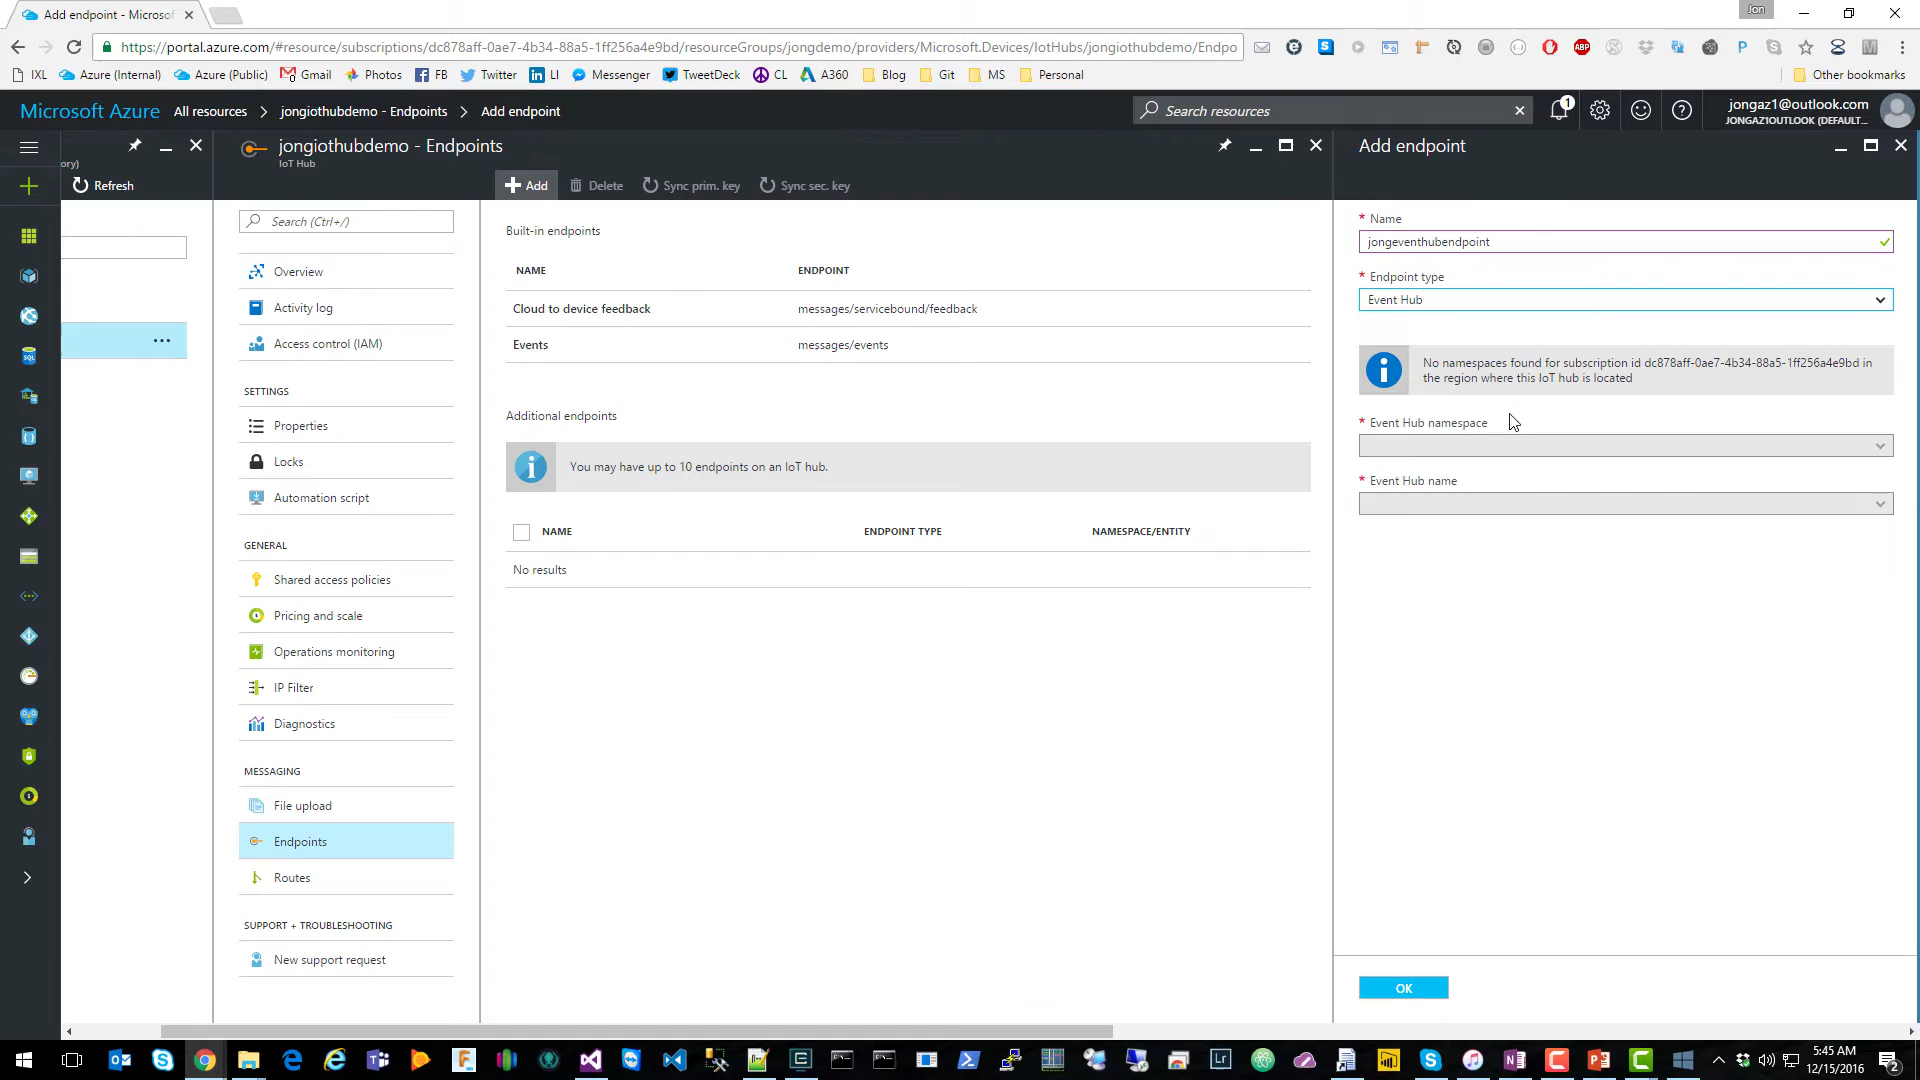 Add endpoint - Microsof
Jon
https://portal.azure.com/#resource/subscriptions/dc878aff-0ae7-4b34-88a5-1ff256a4e9bd/resourceGroups/jongdemo/providers/Microsoft.Devices/IotHubs/jongiothubdemo/Endpo
IXL Azure (Internal) Azure (Public) Gmail Photos FB Twitter LI Messenger TweetDeck CL A360 Blog Git MS Personal Other bookmarks
Microsoft Azure All resources > jongiothubdemo - Endpoints > Add endpoint
Search resources
1
jongaz1@outlook.com
JONGAZ1OUTLOOK (DEFAULT...
ory)
Refresh
jongiothubdemo - Endpoints
IoT Hub
Add Delete Sync prim. key Sync sec. key
Search (Ctrl+/)
Overview
Activity log
Access control (IAM)
SETTINGS
Properties
Locks
Automation script
GENERAL
Shared access policies
Pricing and scale
Operations monitoring
IP Filter
Diagnostics
MESSAGING
File upload
Endpoints
Routes
SUPPORT + TROUBLESHOOTING
New support request
Built-in endpoints
NAME ENDPOINT
Cloud to device feedback messages/servicebound/feedback
Events messages/events
Additional endpoints
You may have up to 10 endpoints on an IoT hub.
NAME ENDPOINT TYPE NAMESPACE/ENTITY
No results
Add endpoint
* Name
jongeventhubendpoint
* Endpoint type
Event Hub
No namespaces found for subscription id dc878aff-0ae7-4b34-88a5-1ff256a4e9bd in
the region where this IoT hub is located
* Event Hub namespace
* Event Hub name
OK
5:45 AM
12/15/2016
2